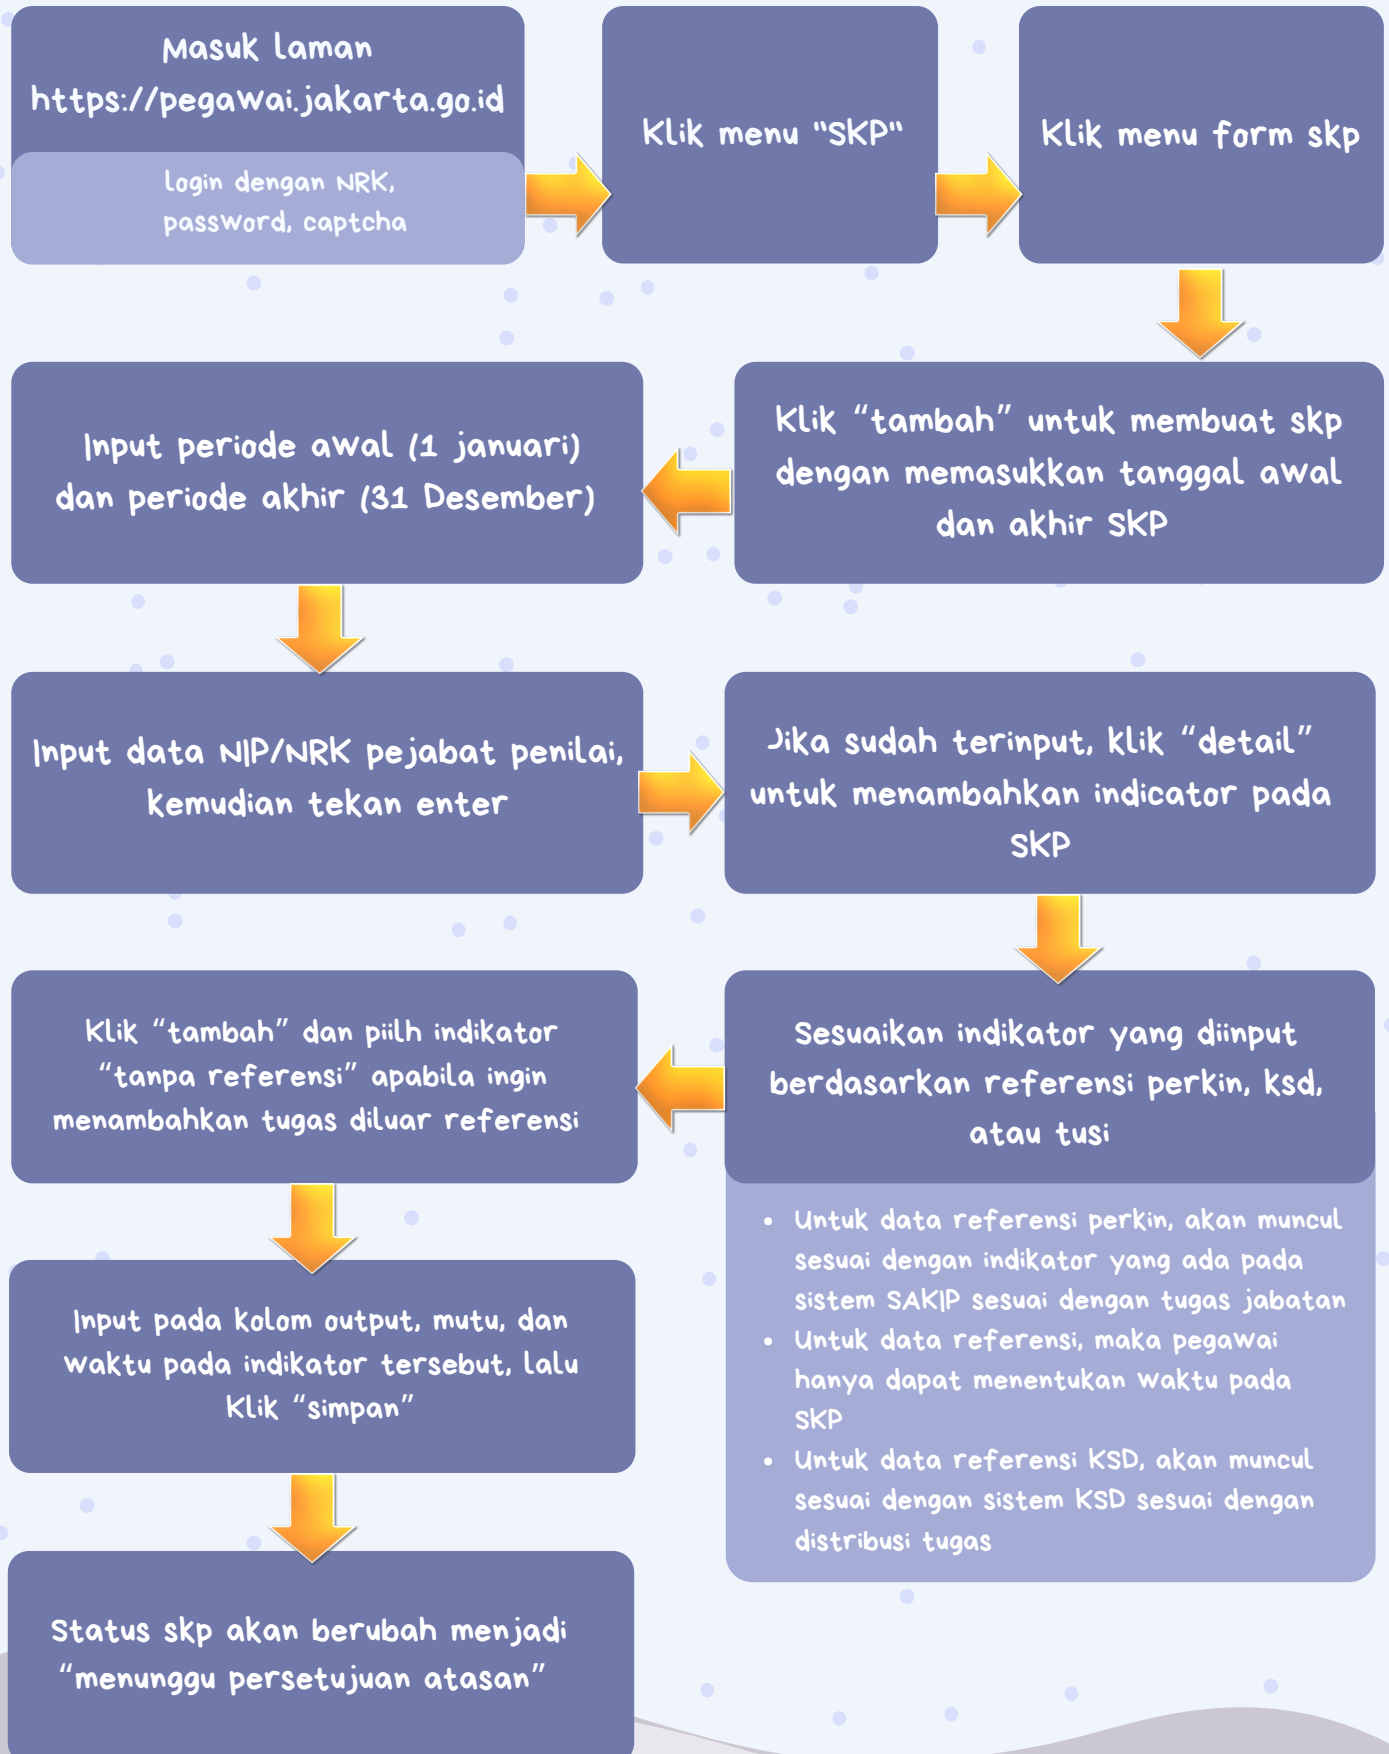 Masuk laman
https://pegawai.jakarta.go.id
login dengan NRK,
password, captcha
Klik menu "SKP"
Klik menu form skp
Klik “tambah” untuk membuat skp
dengan memasukkan tanggal awal
dan akhir SKP
Input periode awal (1 januari)
dan periode akhir (31 Desember)
Input data NIP/NRK pejabat penilai,
kemudian tekan enter
Jika sudah terinput, klik “detail”
untuk menambahkan indicator pada
SKP
Sesuaikan indikator yang diinput
berdasarkan referensi perkin, ksd,
atau tusi
• Untuk data referensi perkin, akan muncul
sesuai dengan indikator yang ada pada
sistem SAKIP sesuai dengan tugas jabatan
• Untuk data referensi, maka pegawai
hanya dapat menentukan waktu pada
SKP
• Untuk data referensi KSD, akan muncul
sesuai dengan sistem KSD sesuai dengan
distribusi tugas
Klik “tambah” dan piilh indikator
“tanpa referensi” apabila ingin
menambahkan tugas diluar referensi
Input pada kolom output, mutu, dan
waktu pada indikator tersebut, lalu
Klik “simpan”
Status skp akan berubah menjadi
“menunggu persetujuan atasan”